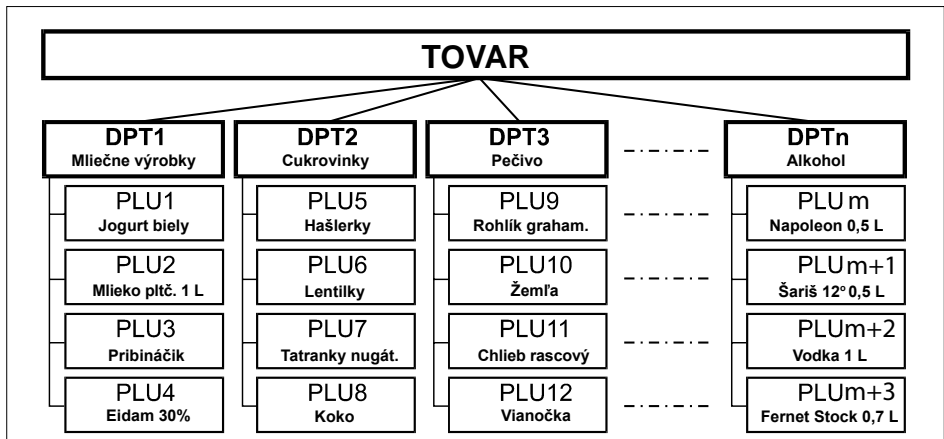 TOVAR
DPT1
Mliečne výrobky
PLU1
Jogurt biely
PLU2
Mlieko pltč. 1 L
PLU3
Pribináčik
PLU4
Eidam 30%
DPT2
Cukrovinky
PLU5
Hašlerky
PLU6
Lentilky
PLU7
Tatranky nugát.
PLU8
Koko
DPT3
Pečivo
PLU9
Rohlík graham.
PLU10
Žemľa
PLU11
Chlieb rascový
PLU12
Vianočka
DPTn
Alkohol
PLU m
Napoleon 0,5 L
PLUm+1
Šariš 12° 0,5 L
PLUm+2
Vodka 1 L
PLUm+3
Fernet Stock 0,7 L